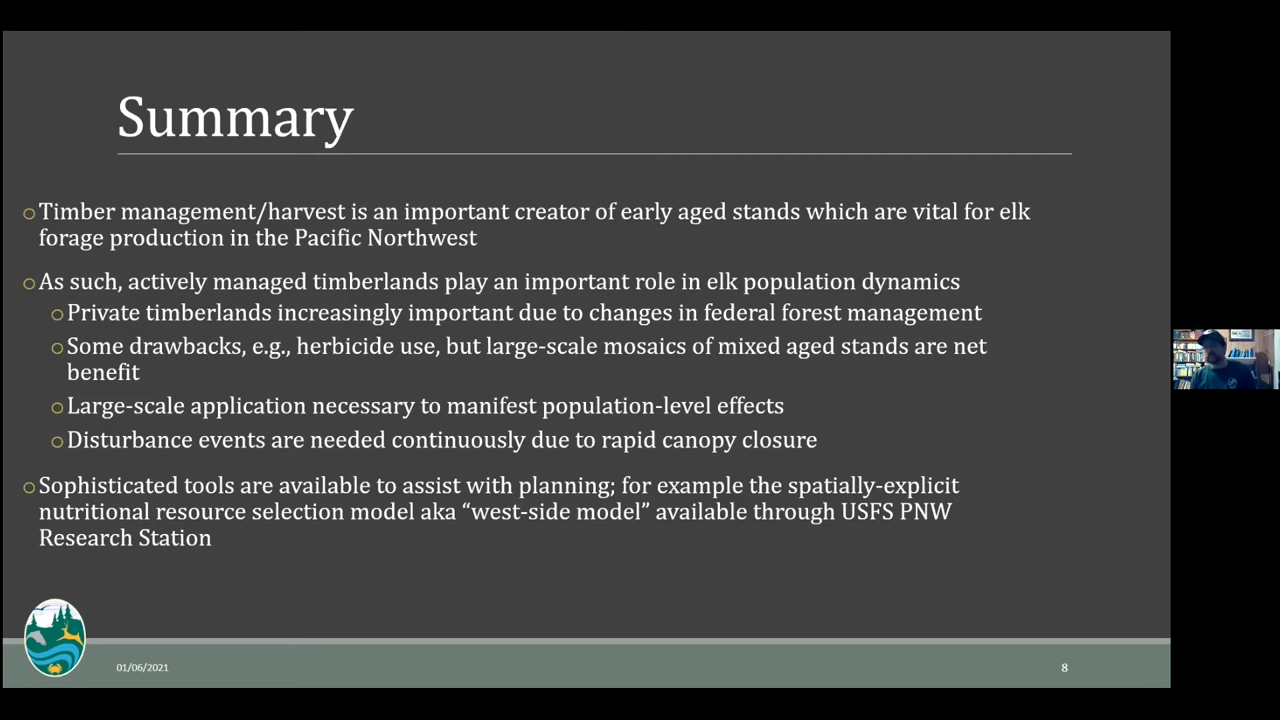 Summary
Timber management/harvest is an important creator of early aged stands which are vital for elk
forage production in the Pacific Northwest
As such, actively managed timberlands play an important role in elk population dynamics
Private timberlands increasingly important due to changes in federal forest management
Some drawbacks, e.g., herbicide use, but large-scale mosaics of mixed aged stands are net
benefit
Large-scale application necessary to manifest population-level effects
Disturbance events are needed continuously due to rapid canopy closure
Sophisticated tools are available to assist with planning; for example the spatially-explicit
nutritional resource selection model aka “west-side model” available through USFS PNW
Research Station
01/06/2021
8